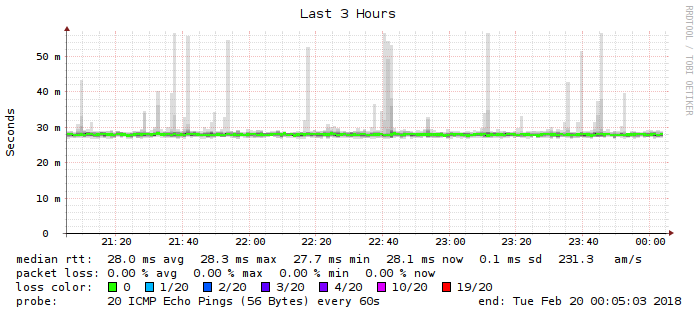 Last 3 Hours
RRDTOOL / TOBI OETIKER
Seconds
50 m
40 m
30 m
20 m
10 m
0
21:20 21:40 22:00 22:20 22:40 23:00 23:20 23:40 00:00
median rtt: 28.0 ms avg 28.3 ms max 27.7 ms min 28.1 ms now 0.1 ms sd 231.3 am/s
packet loss: 0.00 % avg 0.00 % max 0.00 % min 0.00 % now
loss color: 0 1/20 2/20 3/20 4/20 10/20 19/20
probe: 20 ICMP Echo Pings (56 Bytes) every 60s end: Tue Feb 20 00:05:03 2018